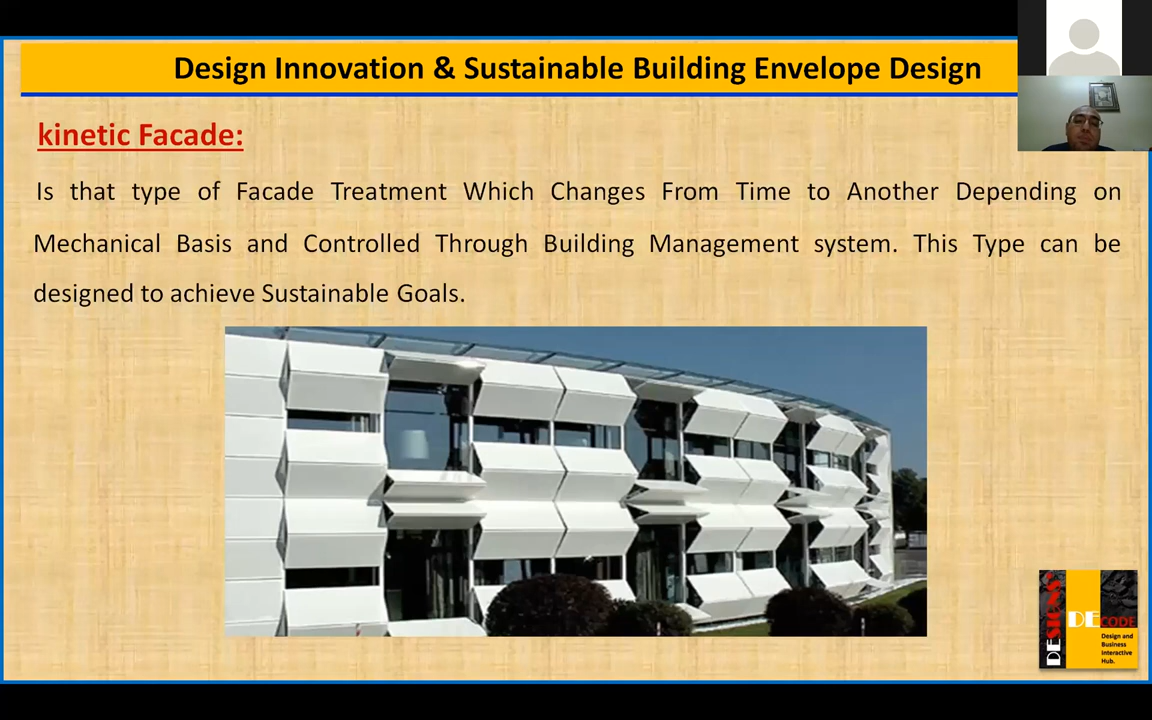 Design Innovation & Sustainable Building Envelope Design
kinetic Facade:
Is that type of Facade Treatment Which Changes From Time to Another Depending on
Mechanical Basis and Controlled Through Building Management system. This Type can be
designed to achieve Sustainable Goals.
DESIGNS
DECODE
Design and
Business
Interactive
Hub.